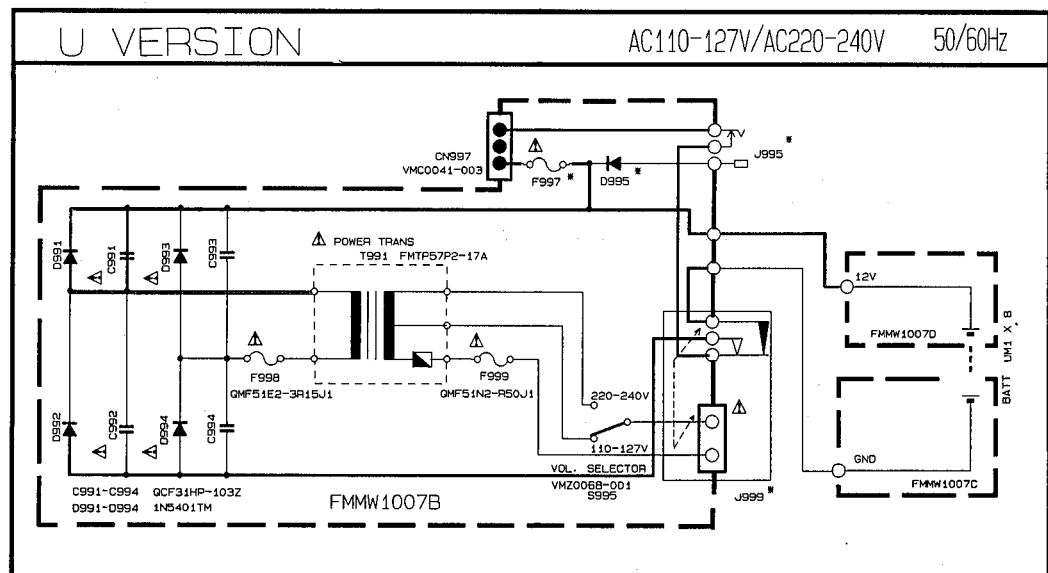 U VERSION
AC110-127V/AC220-240V 50/60Hz
CN997
VMC0041-003
F997 *
D995 *
J995 *
D991
C991
D993
C993
POWER TRANS
T991 FMTP57P2-17A
12V
FMMW1007D
BATT UM1 X 8
F998
QMF51E2-3R15J1
F999
QMF51N2-R50J1
220-240V
110-127V
D992
C992
D994
C994
VOL. SELECTOR
VMZ0068-001
S995
GND
FMMW1007C
C991-C994 QCF31HP-103Z
D991-D994 1N5401TM
FMMW1007B
J999 *